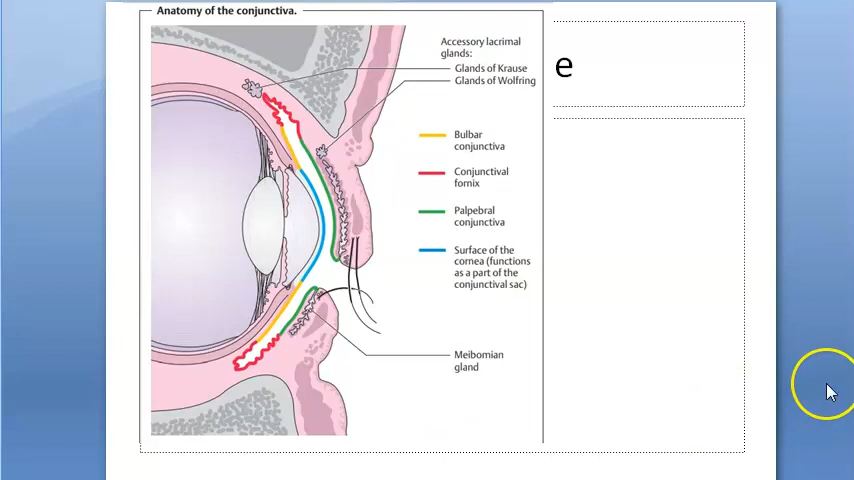 Anatomy of the conjunctiva.
Accessory lacrimal
glands:
Glands of Krause
Glands of Wolfring
e
Bulbar
conjunctiva
Conjunctival
fornix
Palpebral
conjunctiva
Surface of the
cornea (functions
as a part of the
conjunctival sac)
Meibomian
gland